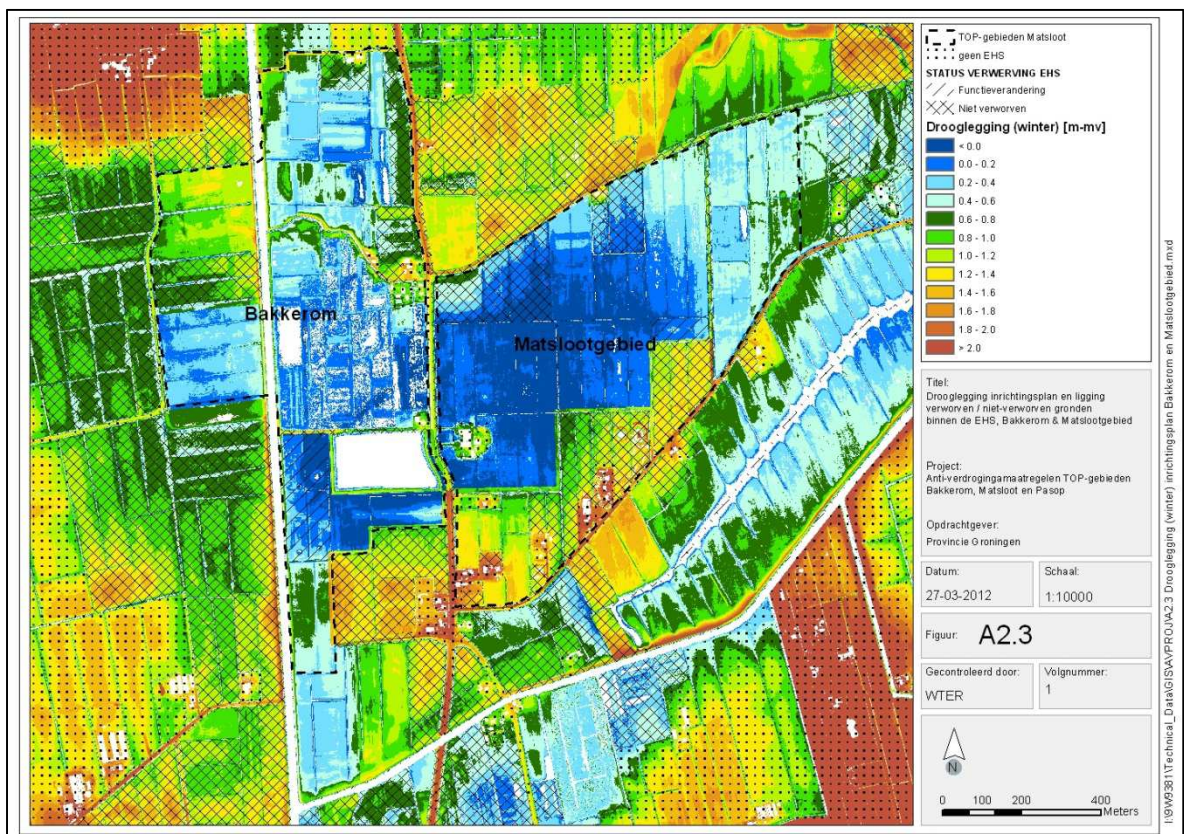 Bakkerom
Matslootgebied
TOP-gebieden Matsloot
geen EHS
STATUS VERWERVING EHS
Functieverandering
Niet verworven
Drooglegging (winter) [m-mv]
< 0.0
0.0 - 0.2
0.2 - 0.4
0.4 - 0.6
0.6 - 0.8
0.8 - 1.0
1.0 - 1.2
1.2 - 1.4
1.4 - 1.6
1.6 - 1.8
1.8 - 2.0
> 2.0
Titel:
Drooglegging inrichtingsplan en ligging
verworven / niet-verworven gronden
binnen de EHS, Bakkerom & Matslootgebied
Project:
Anti-verdrogingamaatregelen TOP-gebieden
Bakkerom, Matsloot en Pasop
Opdrachtgever:
Provincie Groningen
Datum:
27-03-2012
Schaal:
1:10000
Figuur: A2.3
Gecontroleerd door:
WTER
Volgnummer:
1
N
0 100 200 400
Meters
I:\9W9381\Technical_Data\GIS\AVPROJ\A2.3 Drooglegging (winter) inrichtingsplan Bakkerom en Matslootgebied.mxd